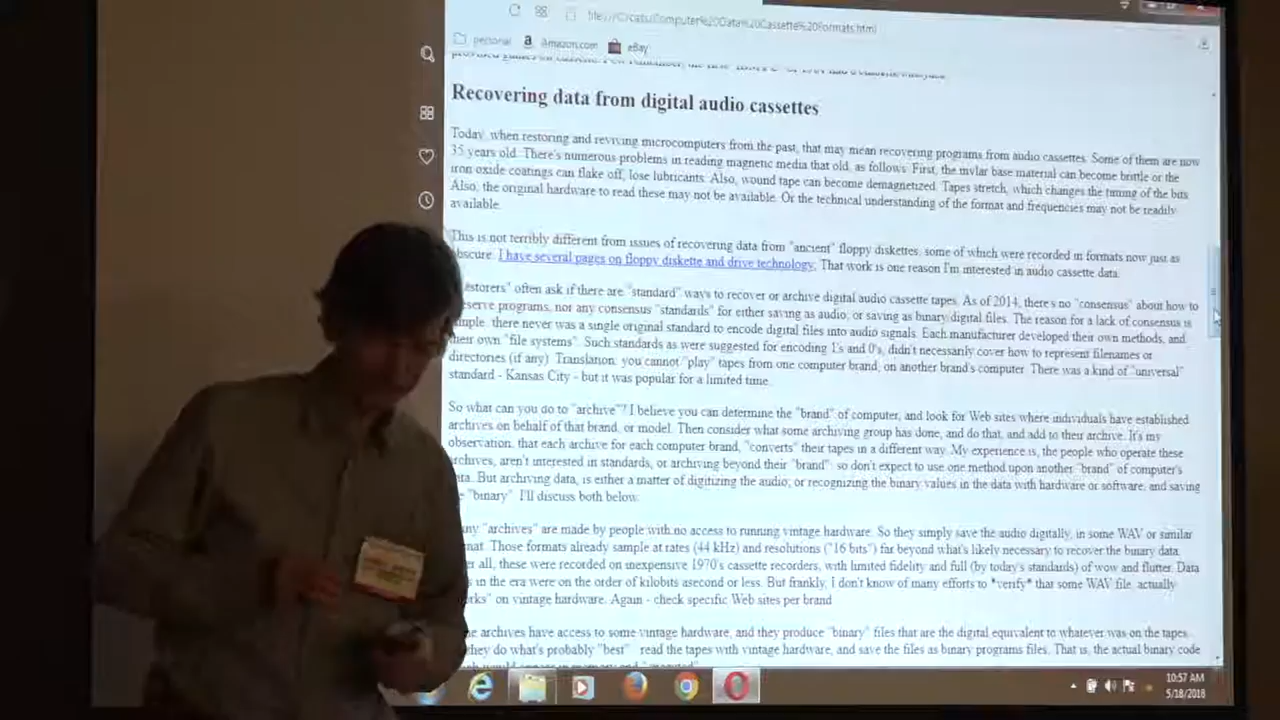 file:///C:/cats/Computer%20Data%20Cassette%20Formats.html
personal
Amazon.com
eBay
Recovering data from digital audio cassettes
Today, when restoring and reviving microcomputers from the past, that may mean recovering programs from audio cassettes. Some of them are now
35 years old. There's numerous problems in reading magnetic media that old, as follows. First, the mylar base material can become brittle or the
iron oxide coatings can flake off, lose lubricants. Also, wound tape can become demagnetized. Tapes stretch, which changes the timing of the bits.
Also, the original hardware to read these may not be available. Or the technical understanding of the format and frequencies may not be readily
available.
This is not terribly different from issues of recovering data from "ancient" floppy diskettes, some of which were recorded in formats now just as
obscure. I have several pages on floppy diskette and drive technology. That work is one reason I'm interested in audio cassette data.
estorers" often ask if there are "standard" ways to recover or archive digital audio cassette tapes. As of 2014, there's no "consensus" about how to
eserve programs, nor any consensus "standards" for either saving as audio, or saving as binary digital files. The reason for a lack of consensus is
imple: there never was a single original standard to encode digital files into audio signals. Each manufacturer developed their own methods, and
their own "file systems". Such standards as were suggested for encoding 1's and 0's, didn't necessarily cover how to represent filenames or
directories (if any). Translation: you cannot "play" tapes from one computer brand, on another brand's computer. There was a kind of "universal"
standard - Kansas City - but it was popular for a limited time.
So what can you do to "archive"? I believe you can determine the "brand" of computer, and look for Web sites where individuals have established
archives on behalf of that brand, or model. Then consider what some archiving group has done, and do that, and add to their archive. It's my
observation, that each archive for each computer brand, "converts" their tapes in a different way. My experience is, the people who operate these
archives, aren't interested in standards, or archiving beyond their "brand": so don't expect to use one method upon another "brand" of computer's
ata. But archiving data, is either a matter of digitizing the audio, or recognizing the binary values in the data with hardware or software, and saving
e "binary". I'll discuss both below.
any "archives" are made by people with no access to running vintage hardware. So they simply save the audio digitally, in some WAV or similar
mat. Those formats already sample at rates (44 kHz) and resolutions ("16 bits") far beyond what's likely necessary to recover the binary data.
er all, these were recorded on inexpensive 1970's cassette recorders, with limited fidelity and full (by today's standards) of wow and flutter. Data
s in the era were on the order of kilobits asecond or less. But frankly, I don't know of many efforts to *verify* that some WAV file, actually
rks" on vintage hardware. Again - check specific Web sites per brand
e archives have access to some vintage hardware, and they produce "binary" files that are the digital equivalent to whatever was on the tapes.
they do what's probably "best" read the tapes with vintage hardware, and save the files as binary programs files. That is, the actual binary code
10:57 AM
5/18/2018